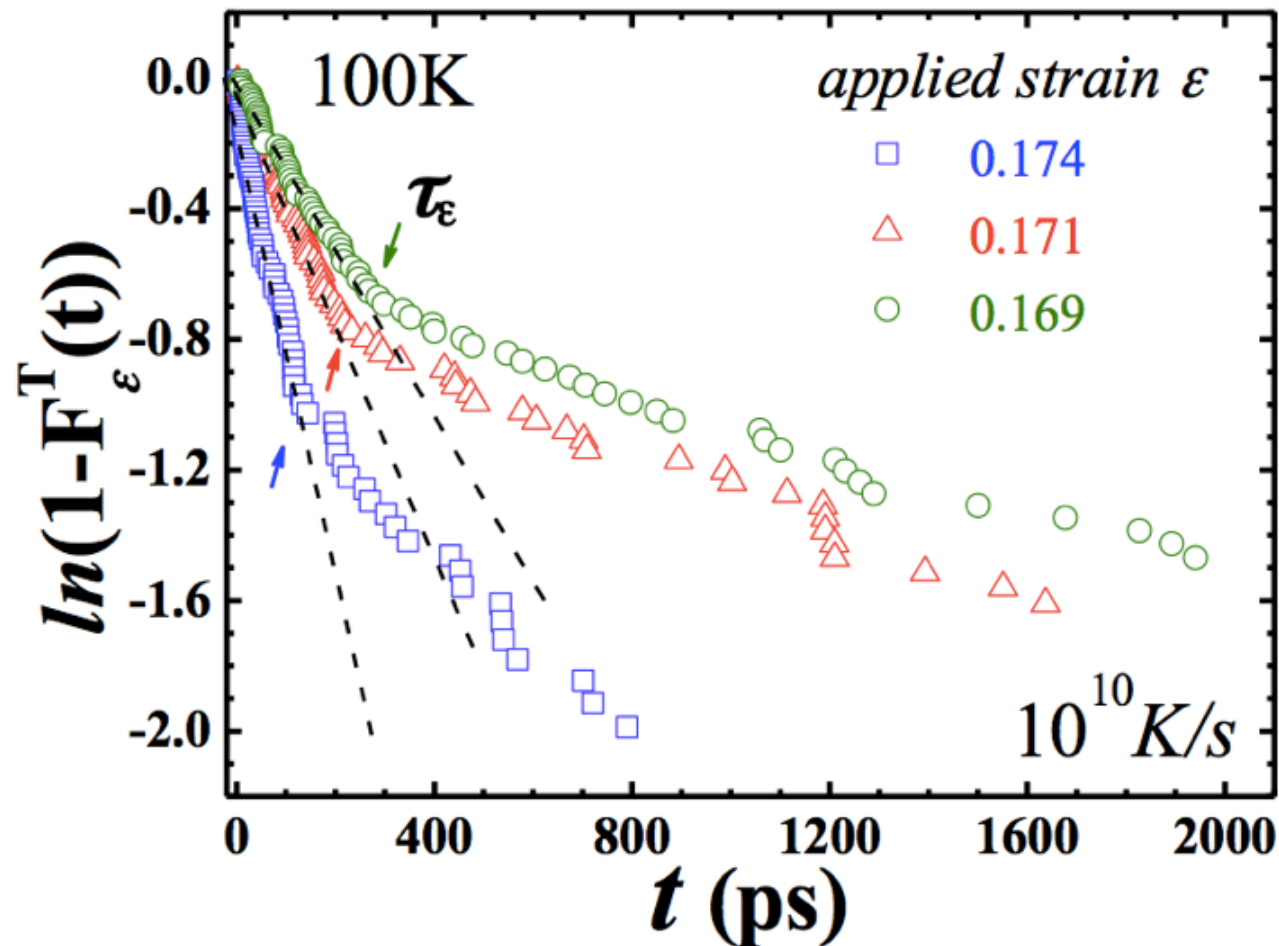 100K
applied strain ε
0.174
0.171
0.169
τε
10^10 K/s
ln(1-F^T_ε(t))
0.0
-0.4
-0.8
-1.2
-1.6
-2.0
0 400 800 1200 1600 2000
t (ps)